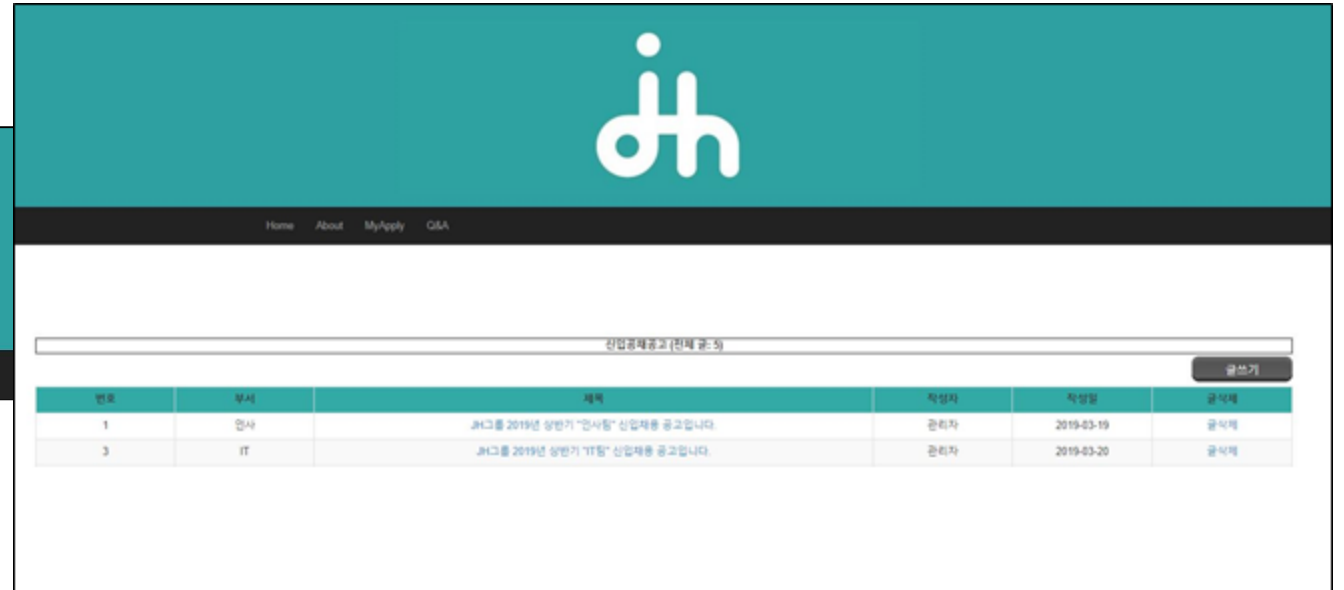 jh
Home About MyApply Q&A
신입공채공고 (전체 글: 5)
글쓰기
번호 부서 제목 작성자 작성일 글삭제
1 인사 JH그룹 2019년 상반기 "인사팀" 신입채용 공고입니다. 관리자 2019-03-19 글삭제
3 IT JH그룹 2019년 상반기 "IT팀" 신입채용 공고입니다. 관리자 2019-03-20 글삭제